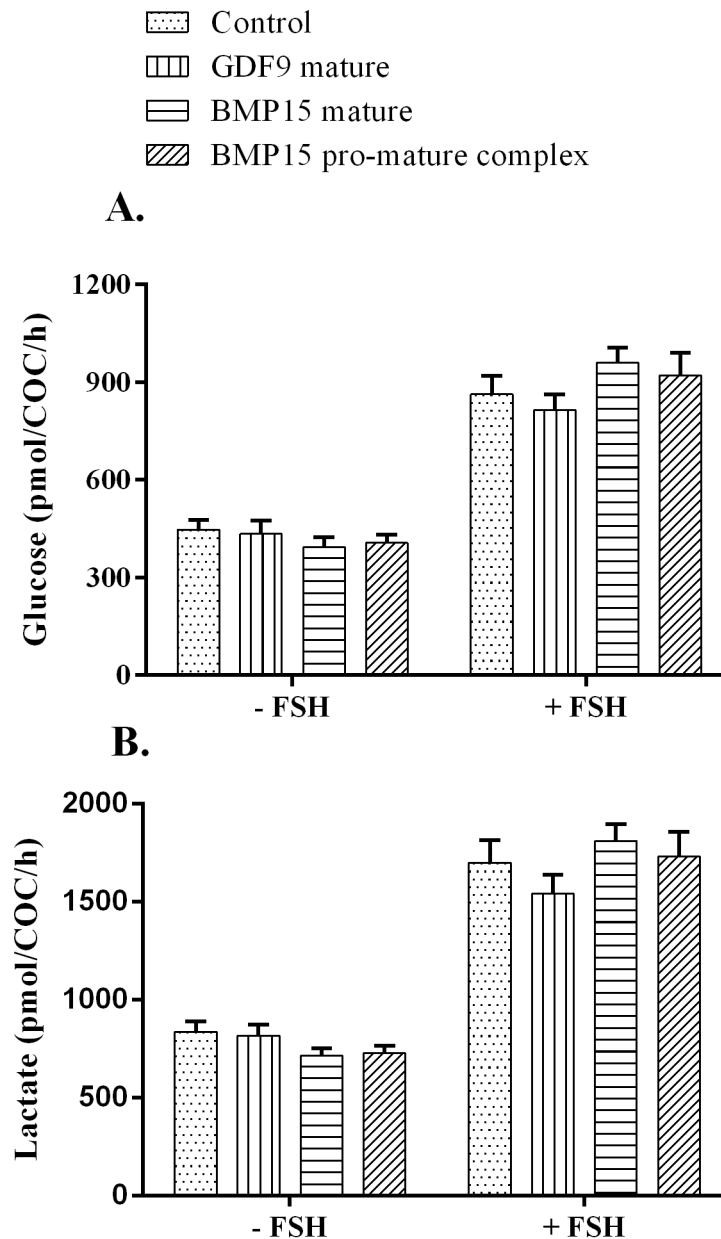 Control
GDF9 mature
BMP15 mature
BMP15 pro-mature complex
A.
Glucose (pmol/COC/h)
1200
900
600
300
0
- FSH
+ FSH
B.
Lactate (pmol/COC/h)
2000
1500
1000
500
0
- FSH
+ FSH